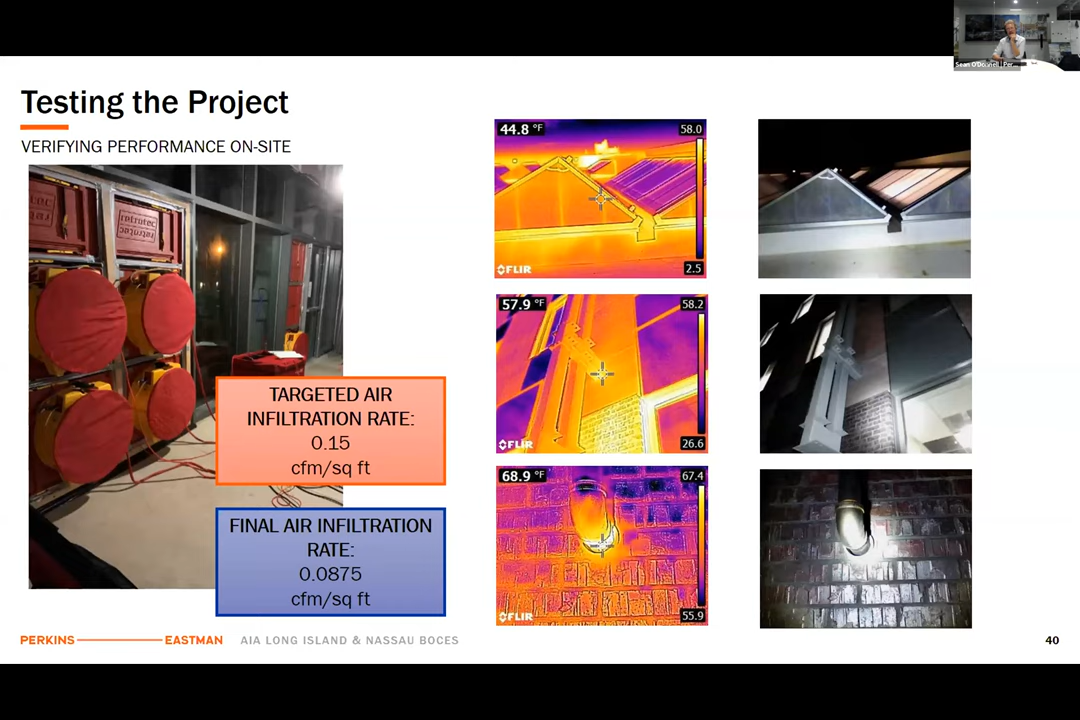 Testing the Project
VERIFYING PERFORMANCE ON-SITE
retrotec
TARGETED AIR
INFILTRATION RATE:
0.15
cfm/sq ft
FINAL AIR INFILTRATION
RATE:
0.0875
cfm/sq ft
44.8 °F
58.0
2.5
FLIR
57.9 °F
58.2
26.6
FLIR
68.9 °F
67.4
55.9
FLIR
PERKINS EASTMAN
AIA LONG ISLAND & NASSAU BOCES
40